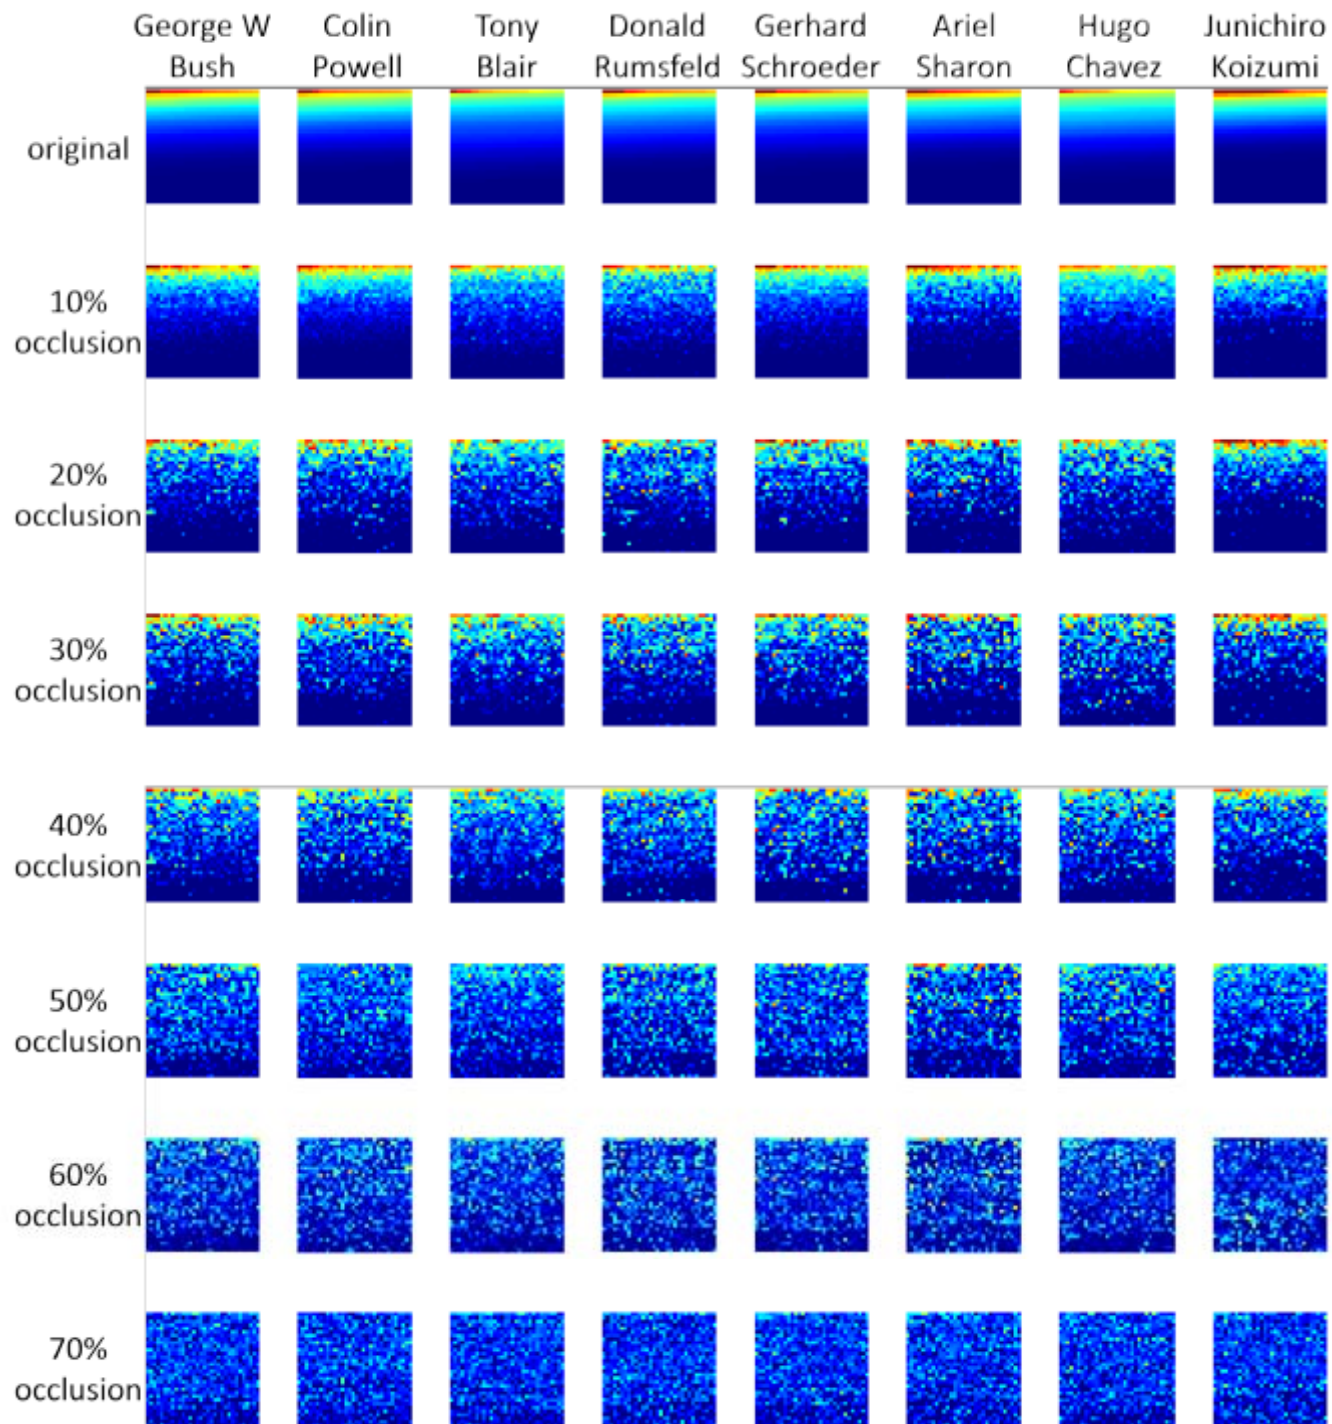 George W Colin Tony Donald Gerhard Ariel Hugo Junichiro
Bush Powell Blair Rumsfeld Schroeder Sharon Chavez Koizumi
original
10%
occlusion
20%
occlusion
30%
occlusion
40%
occlusion
50%
occlusion
60%
occlusion
70%
occlusion